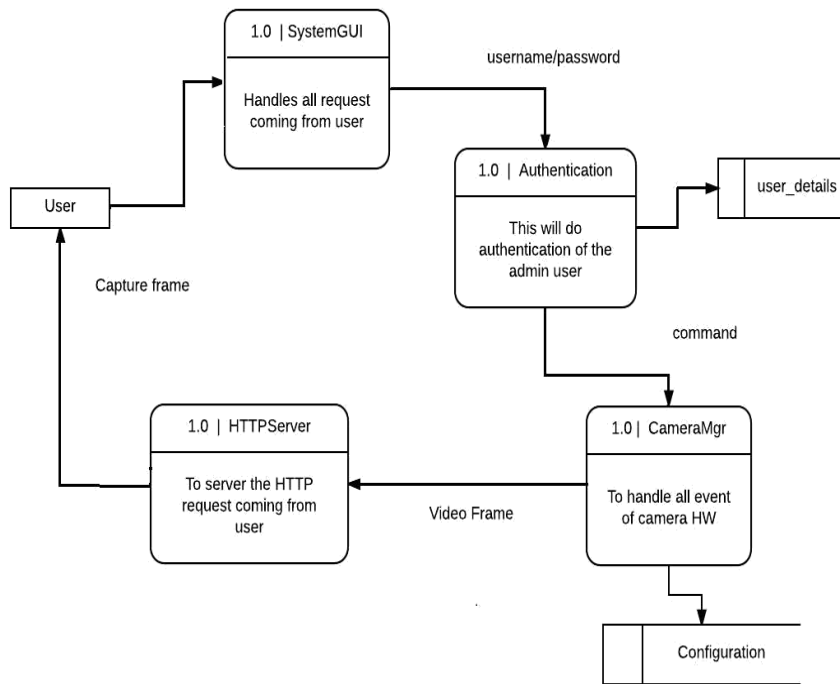 1.0 | SystemGUI
Handles all request
coming from user
username/password
1.0 | Authentication
This will do
authentication of the
admin user
user_details
User
Capture frame
command
1.0 | HTTPServer
To server the HTTP
request coming from
user
Video Frame
1.0 | CameraMgr
To handle all event
of camera HW
Configuration